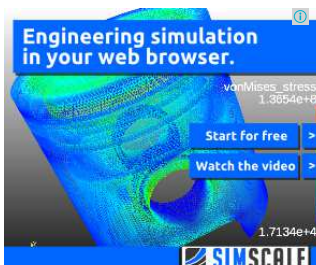 Engineering simulation
in your web browser.
vonMises_stress
1.3654e+8
Start for free >
Watch the video >
1.7134e+4
SIMSCALE